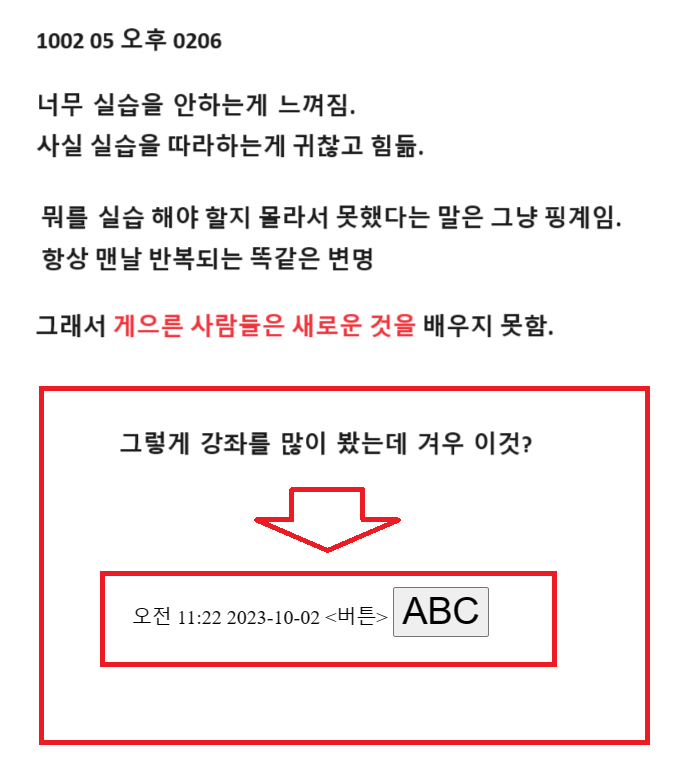 1002 05 오후 0206
너무 실습을 안하는게 느껴짐.
사실 실습을 따라하는게 귀찮고 힘듦.
뭐를 실습 해야 할지 몰라서 못했다는 말은 그냥 핑계임.
항상 맨날 반복되는 똑같은 변명
그래서 게으른 사람들은 새로운 것을 배우지 못함.
그렇게 강좌를 많이 봤는데 겨우 이것?
오전 11:22 2023-10-02 <버튼> ABC